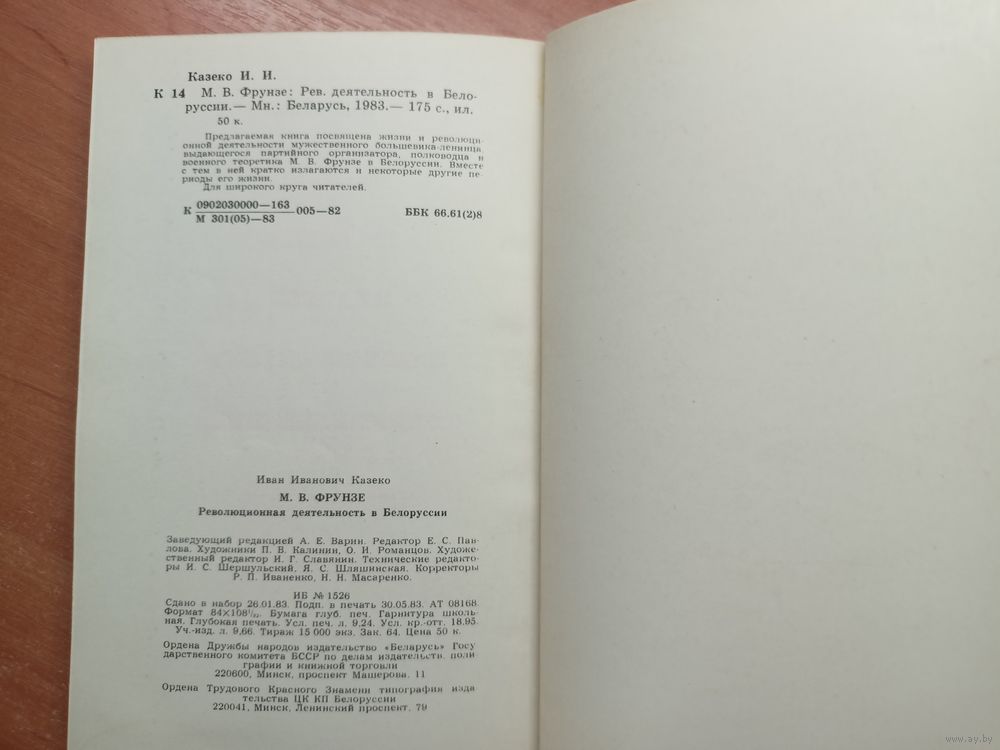 Казеко И. И.
К 14 М. В. Фрунзе: Рев. деятельность в Бело-
руссии.— Мн.: Беларусь, 1983.— 175 с., ил.
50 к.
Предлагаемая книга посвящена жизни и революци-
онной деятельности мужественного большевика-ленинца,
выдающегося партийного организатора, полководца и
военного теоретика М. В. Фрунзе в Белоруссии. Вместе
с тем в ней кратко излагаются и некоторые другие пе-
риоды его жизни.
Для широкого круга читателей.
0902030000—163
К 005—82 ББК 66.61(2)8
М 301(05)—83
Иван Иванович Казеко
М. В. ФРУНЗЕ
Революционная деятельность в Белоруссии
Заведующий редакцией А. Е. Варин. Редактор Е. С. Пав-
лова. Художники П. В. Калинин, О. И. Романцов. Художе-
ственный редактор И. Г. Славянин. Технические редакто-
ры И. С. Шершульский, Я. С. Шляшинская. Корректоры
Р. П. Иваненко, Н. Н. Масаренко.
ИБ № 1526
Сдано в набор 26.01.83. Подп. в печать 30.05.83. АТ 08168.
Формат 84×108¹/₃₂. Бумага глуб. печ. Гарнитура школь-
ная. Глубокая печать. Усл. печ. л. 9,24. Усл. кр.-отт. 18,95.
Уч.-изд. л. 9,66. Тираж 15 000 экз. Зак. 64. Цена 50 к.
Ордена Дружбы народов издательство «Беларусь» Госу
дарственного комитета БССР по делам издательств, поли
графии и книжной торговли
220600, Минск, проспект Машерова, 11
Ордена Трудового Красного Знамени типография изда
тельства ЦК КП Белоруссии
220041, Минск, Ленинский проспект, 79
www.ay.by